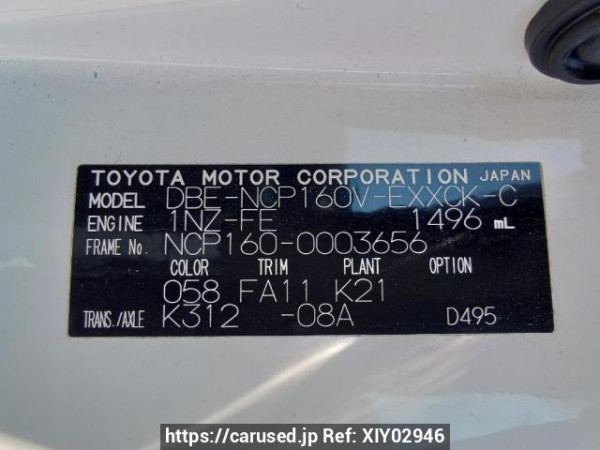 TOYOTA MOTOR CORPORATION JAPAN
MODEL DBE-NCP160V-EXXCK-C
ENGINE 1NZ-FE 1496 mL
FRAME No. NCP160-0003656
COLOR TRIM PLANT OPTION
058 FA11 K21
TRANS./AXLE K312 -08A D495
https://carused.jp Ref: XIY02946